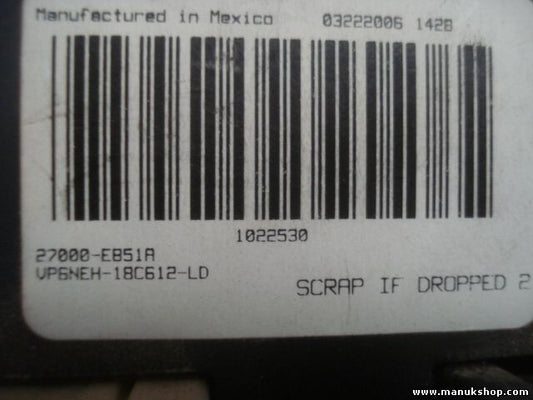 Manufactured in Mexico 03222006 1428
1022530
27000-EB51A
VP6NEH-18C612-LD
SCRAP IF DROPPED 2
www.manukshop.com